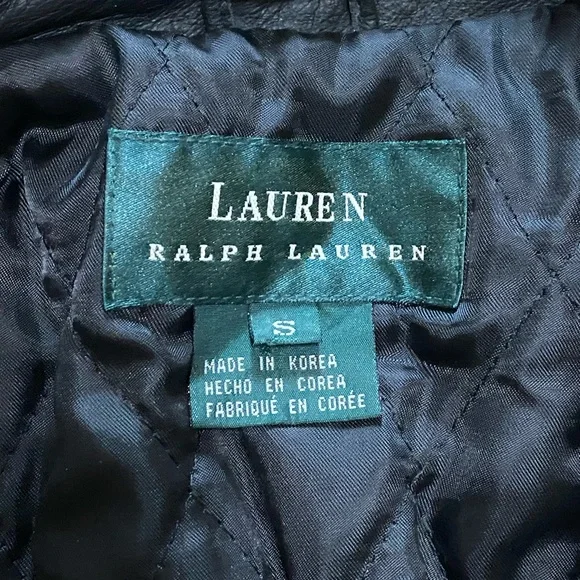 LAUREN
RALPH LAUREN
S
MADE IN KOREA
HECHO EN COREA
FABRIQUÉ EN CORÉE